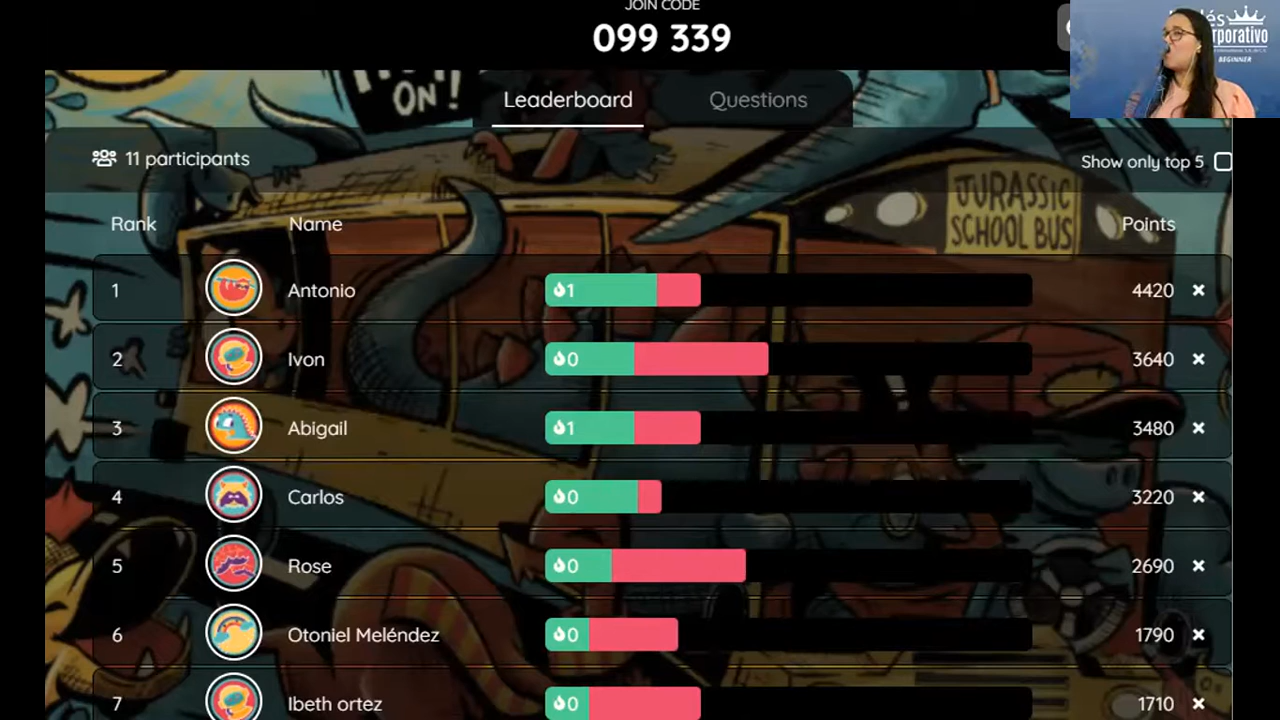 JOIN CODE
099 339
és
rporativo
BEGINNER
ON!
Leaderboard
Questions
11 participants
Show only top 5
JURASSIC
SCHOOL BUS
Rank
Name
Points
1
Antonio
1
4420
2
Ivon
0
3640
3
Abigail
1
3480
4
Carlos
0
3220
5
Rose
0
2690
6
Otoniel Meléndez
0
1790
7
Ibeth ortez
0
1710